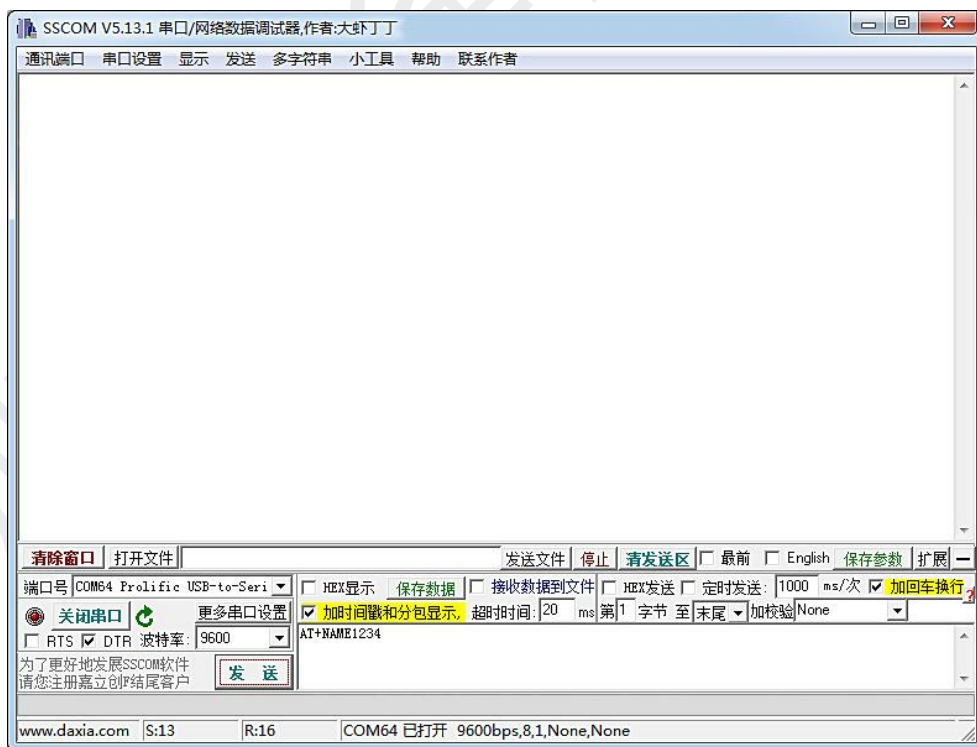 SSCOM V5.13.1 串口/网络数据调试器,作者:大虾丁丁
通讯端口 串口设置 显示 发送 多字符串 小工具 帮助 联系作者
清除窗口 打开文件 发送文件 停止 清发送区 最前 English 保存参数 扩展
端口号 COM64 Prolific USB-to-Seri HEX显示 保存数据 接收数据到文件 HEX发送 定时发送: 1000 ms/次 加回车换行
关闭串口 更多串口设置 加时间戳和分包显示, 超时时间: 20 ms 第 1 字节 至 末尾 加校验 None
RTS DTR 波特率: 9600 AT+NAME1234
为了更好地发展SSCOM软件
请您注册嘉立创F结尾客户
发 送
www.daxia.com S:13 R:16 COM64 已打开 9600bps,8,1,None,None